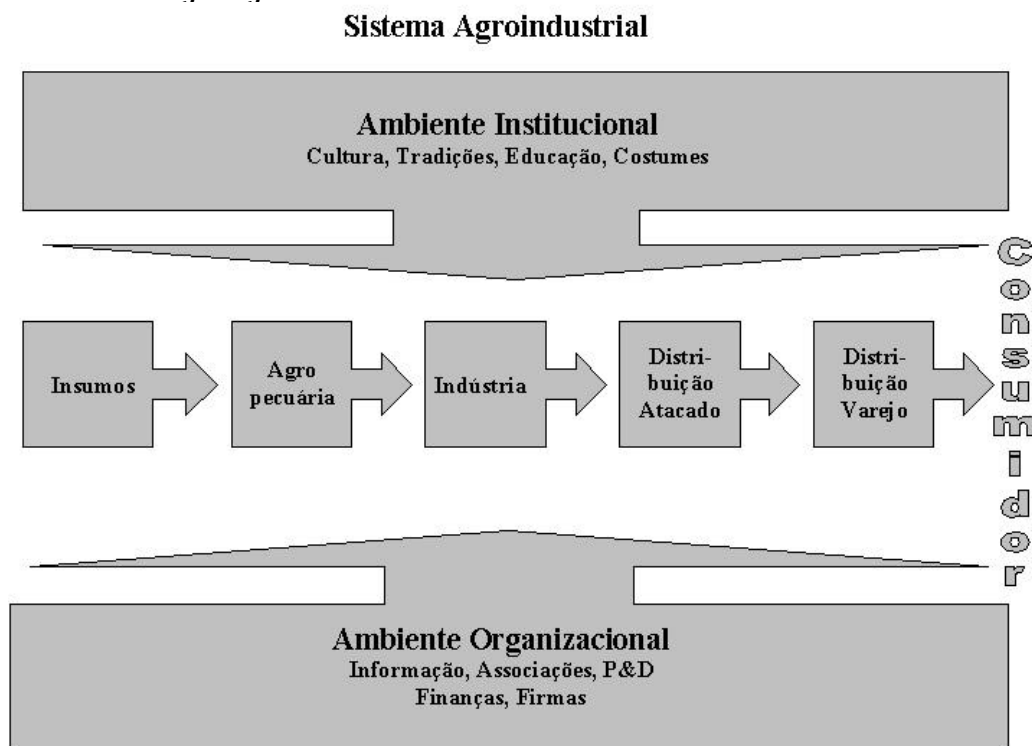 Sistema Agroindustrial
Ambiente Institucional
Cultura, Tradições, Educação, Costumes
Insumos
Agro
pecuária
Indústria
Distri-
buição
Atacado
Distri-
buição
Varejo
Consumidor
Ambiente Organizacional
Informação, Associações, P&D
Finanças, Firmas